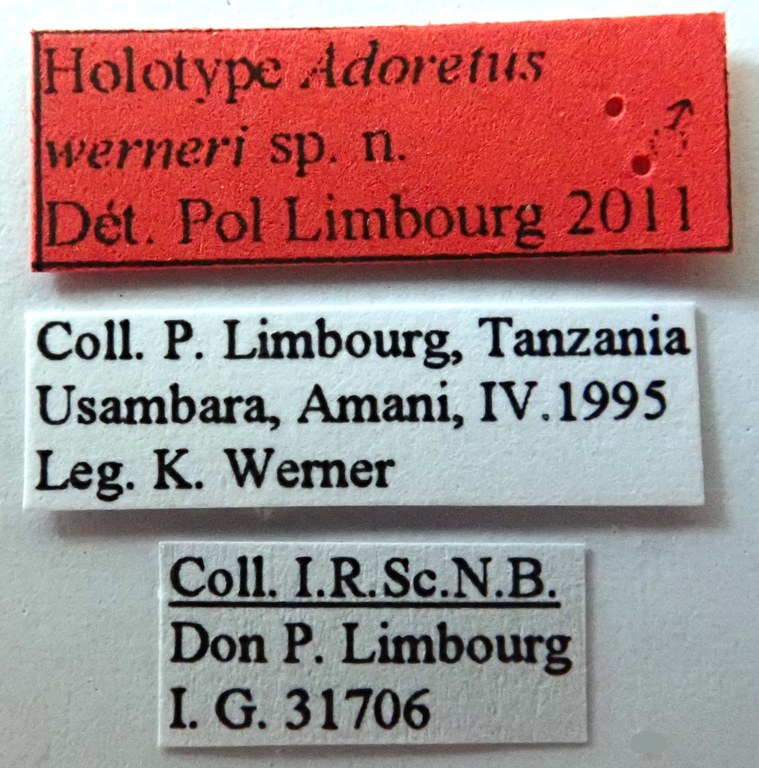 Holotype Adoretus
werneri sp. n. ♂
Dét. Pol Limbourg 2011
Coll. P. Limbourg, Tanzania
Usambara, Amani, IV.1995
Leg. K. Werner
Coll. I.R.Sc.N.B.
Don P. Limbourg
I. G. 31706